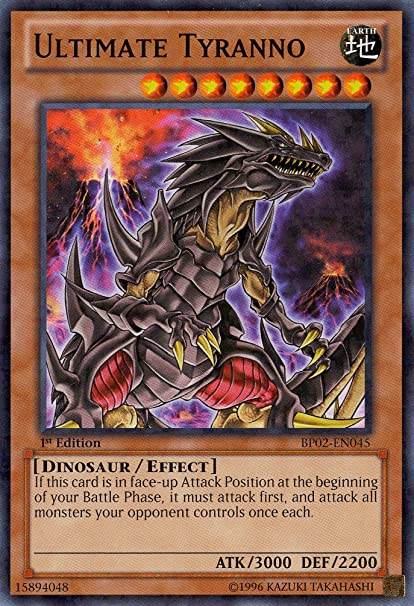 ULTIMATE TYRANNO
EARTH
地
1st Edition
BP02-EN045
[DINOSAUR / EFFECT]
If this card is in face-up Attack Position at the beginning
of your Battle Phase, it must attack first, and attack all
monsters your opponent controls once each.
ATK/3000 DEF/2200
15894048
©1996 KAZUKI TAKAHASHI